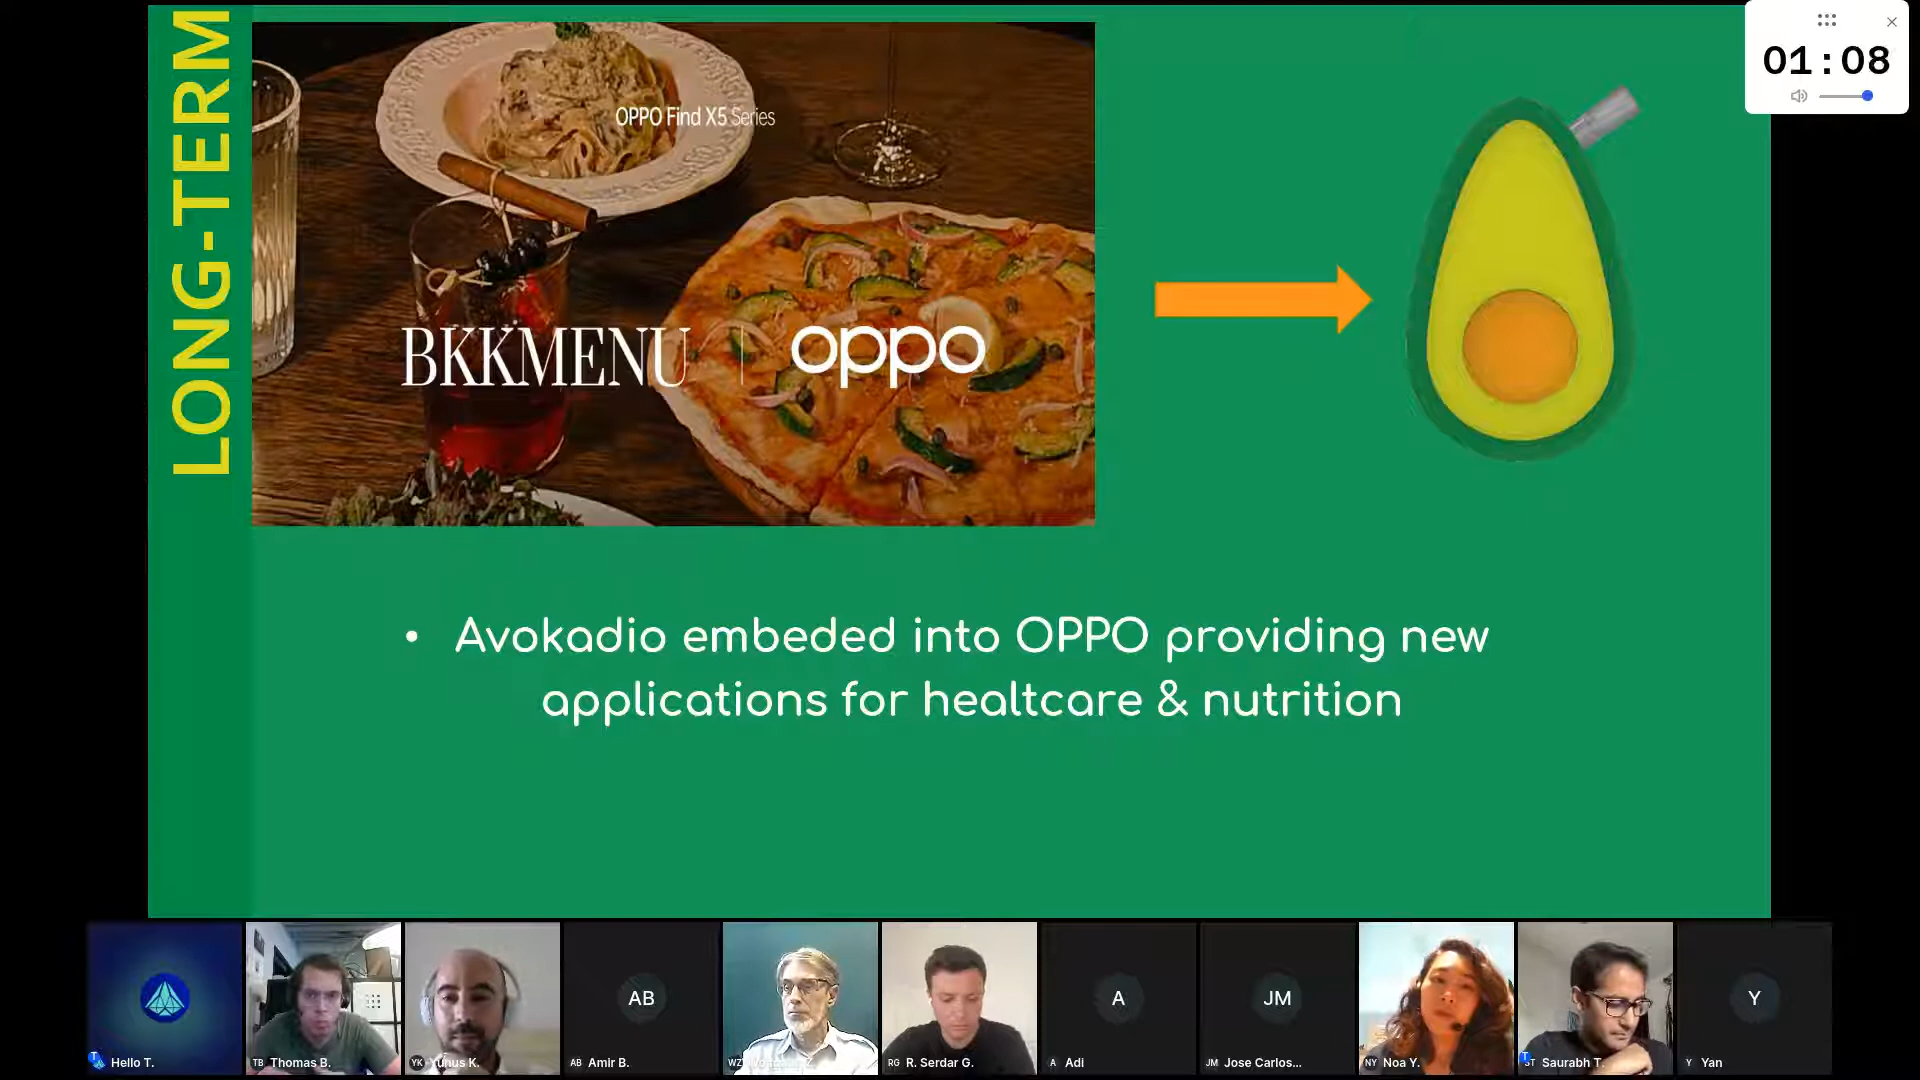 LONG-TERM
OPPO Find X5 Series
BKKMENU | oppo
• Avokadio embeded into OPPO providing new
applications for healtcare & nutrition
01:08
AB
A
JM
Y
Hello T.
TB Thomas B.
YK Yunus K.
AB Amir B.
WZ
RG R. Serdar G.
A Adi
JM Jose Carlos...
NY Noa Y.
ST Saurabh T.
Y Yan